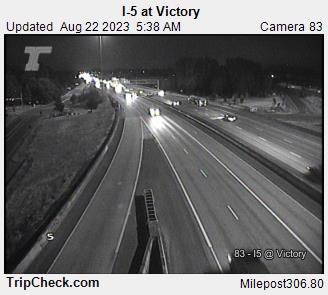 I-5 at Victory
Updated Aug 22 2023 5:38 AM Camera 83
T
S
83 - I5 @ Victory
TripCheck.com Milepost306.80